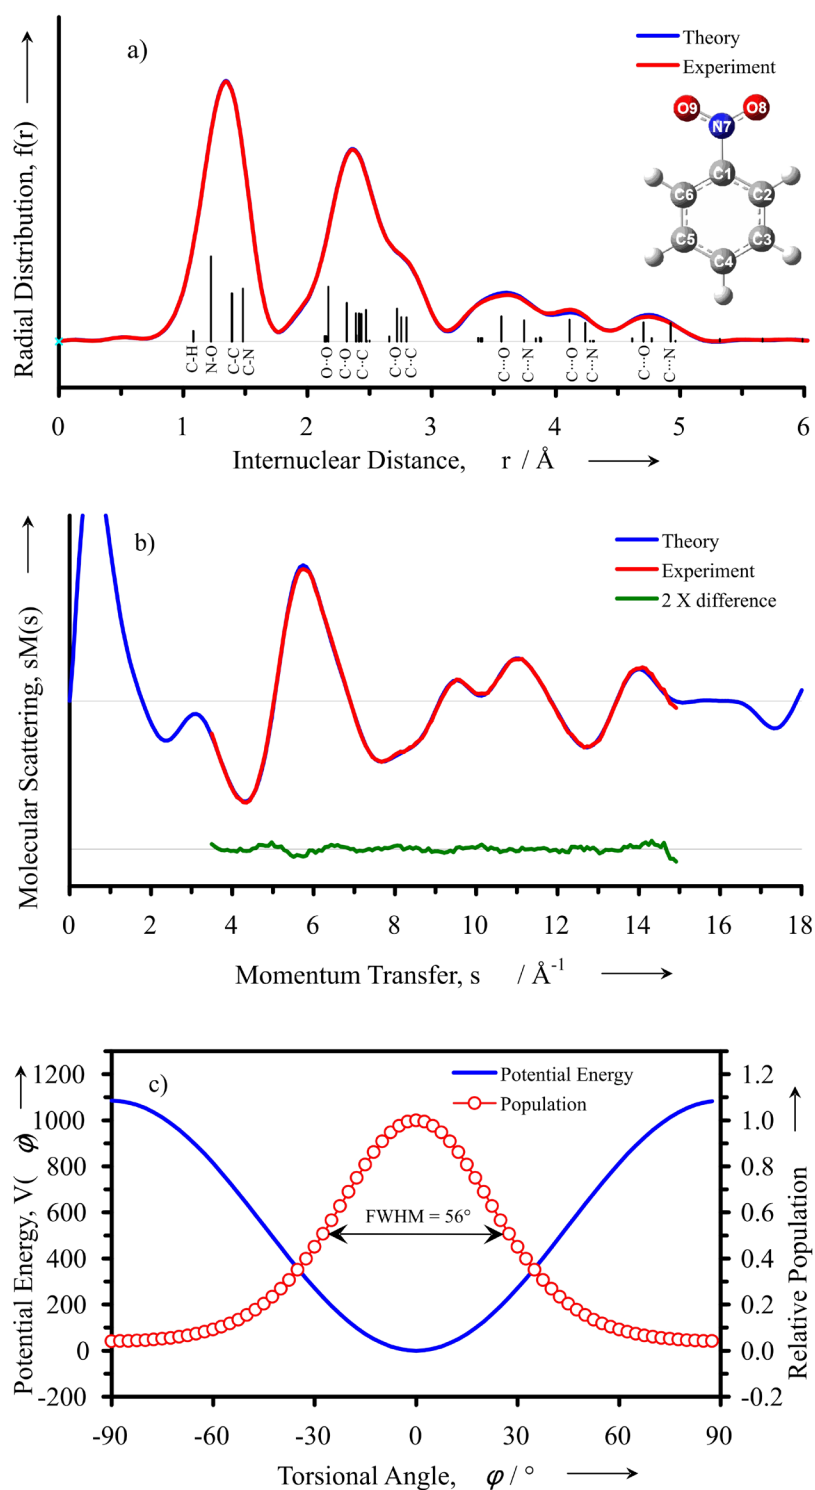 a)
Theory
Experiment
O9 O8
N7
C1
C6 C2
C5 C3
C4
Radial Distribution, f(r)
C-H
N-O
C-C
C-N
O··O
C··O
C··C
C··O
C··C
C···O
C···N
C···O
C···N
C···O
C···N
0 1 2 3 4 5 6
Internuclear Distance, r / Å
b)
Theory
Experiment
2 X difference
Molecular Scattering, sM(s)
0 2 4 6 8 10 12 14 16 18
Momentum Transfer, s / Å-1
c)
Potential Energy
Population
FWHM = 56°
Potential Energy, V( φ)
1200
1000
800
600
400
200
0
-200
1.2
1.0
0.8
0.6
0.4
0.2
0.0
-0.2
Relative Population
-90 -60 -30 0 30 60 90
Torsional Angle, φ / °